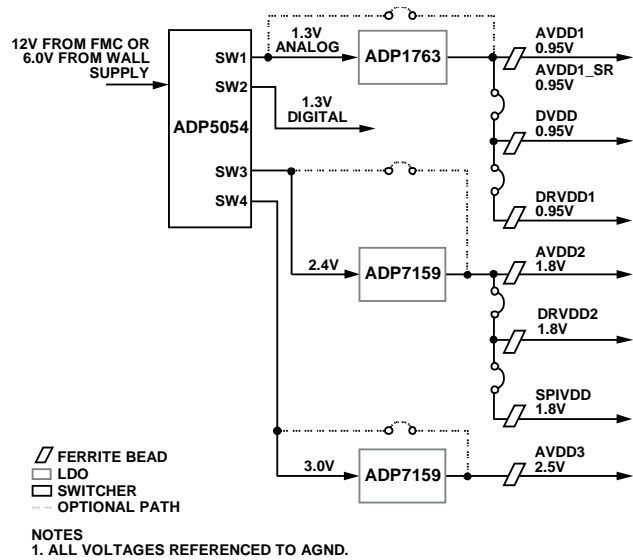 12V FROM FMC OR
6.0V FROM WALL
SUPPLY
ADP5054
SW1
SW2
SW3
SW4
1.3V
ANALOG
ADP1763
1.3V
DIGITAL
AVDD1
0.95V
AVDD1_SR
0.95V
DVDD
0.95V
DRVDD1
0.95V
2.4V
ADP7159
AVDD2
1.8V
DRVDD2
1.8V
SPIVDD
1.8V
3.0V
ADP7159
AVDD3
2.5V
FERRITE BEAD
LDO
SWITCHER
OPTIONAL PATH
NOTES
1. ALL VOLTAGES REFERENCED TO AGND.